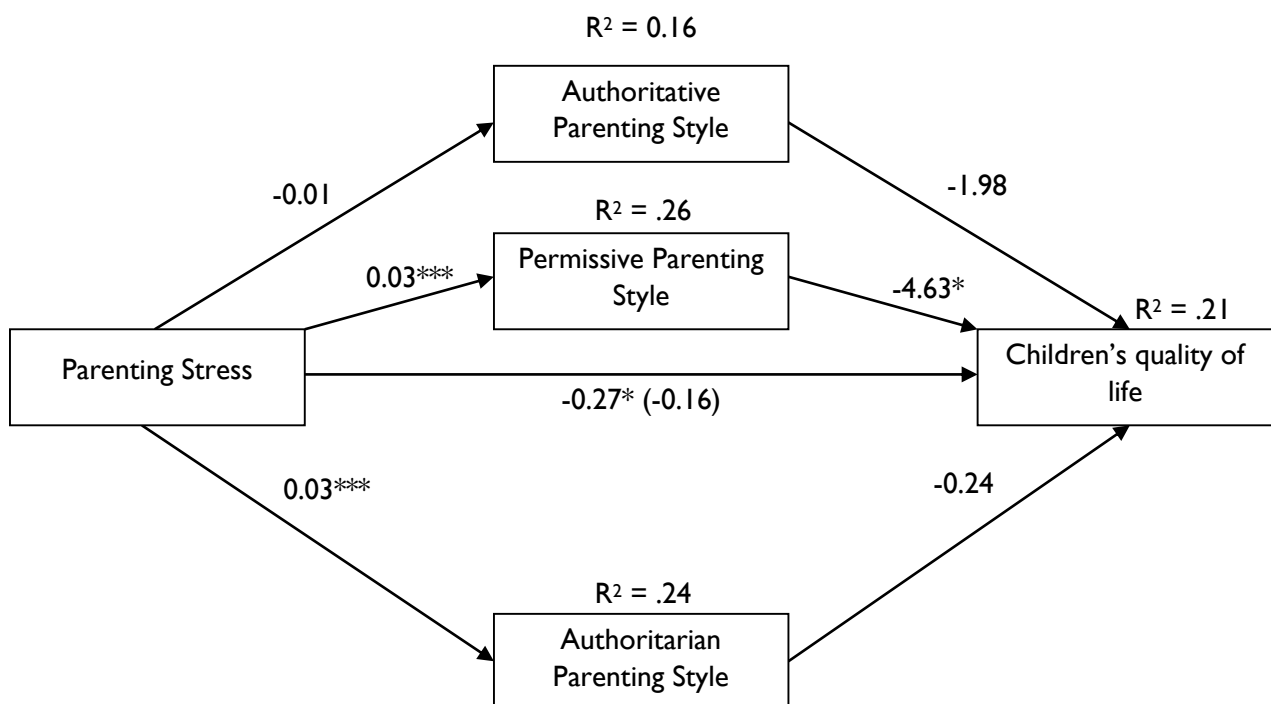 R² = 0.16
Authoritative
Parenting Style
-0.01
-1.98
R² = .26
Permissive Parenting
Style
0.03***
-4.63*
R² = .21
Parenting Stress
Children’s quality of
life
-0.27* (-0.16)
0.03***
-0.24
R² = .24
Authoritarian
Parenting Style